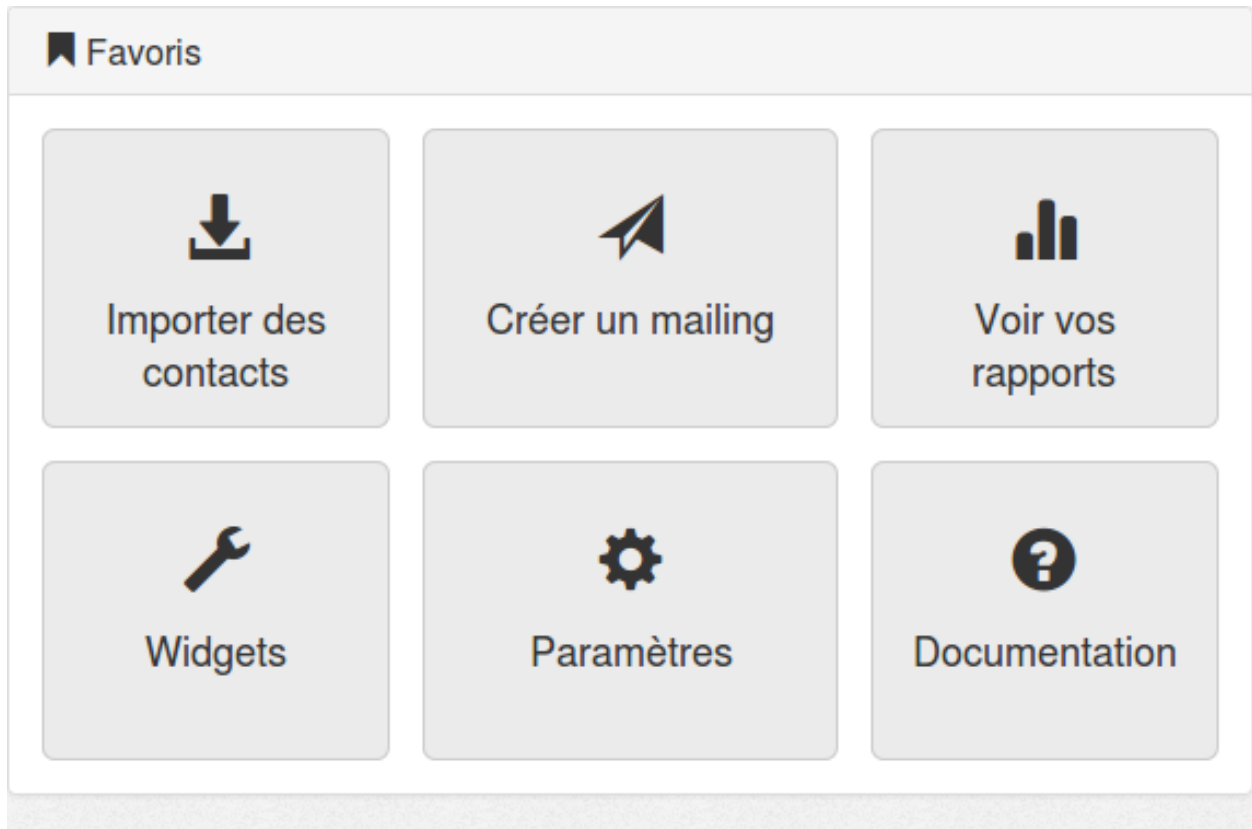 Favoris
Importer des
contacts
Créer un mailing
Voir vos
rapports
Widgets
Paramètres
Documentation